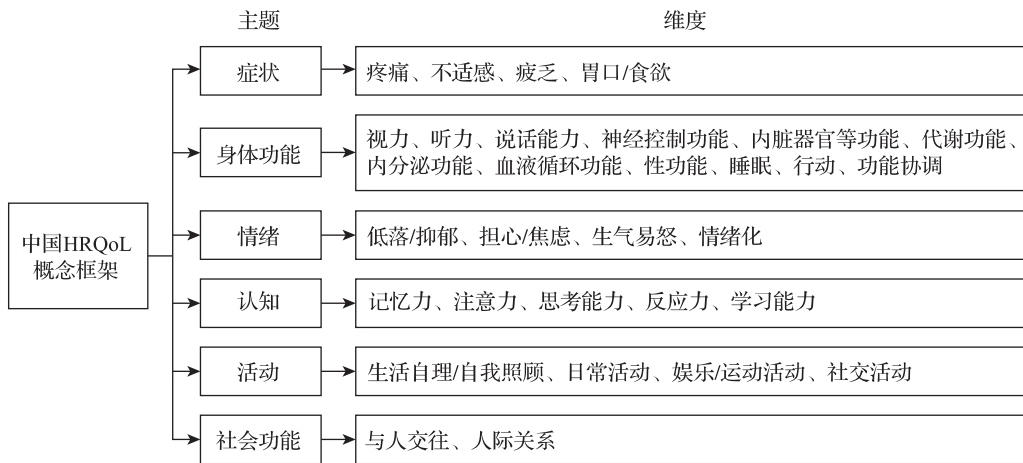 主题
维度
中国HRQoL
概念框架
症状
疼痛、不适感、疲乏、胃口/食欲
身体功能
视力、听力、说话能力、神经控制功能、内脏器官等功能、代谢功能、
内分泌功能、血液循环功能、性功能、睡眠、行动、功能协调
情绪
低落/抑郁、担心/焦虑、生气易怒、情绪化
认知
记忆力、注意力、思考能力、反应力、学习能力
活动
生活自理/自我照顾、日常活动、娱乐/运动活动、社交活动
社会功能
与人交往、人际关系